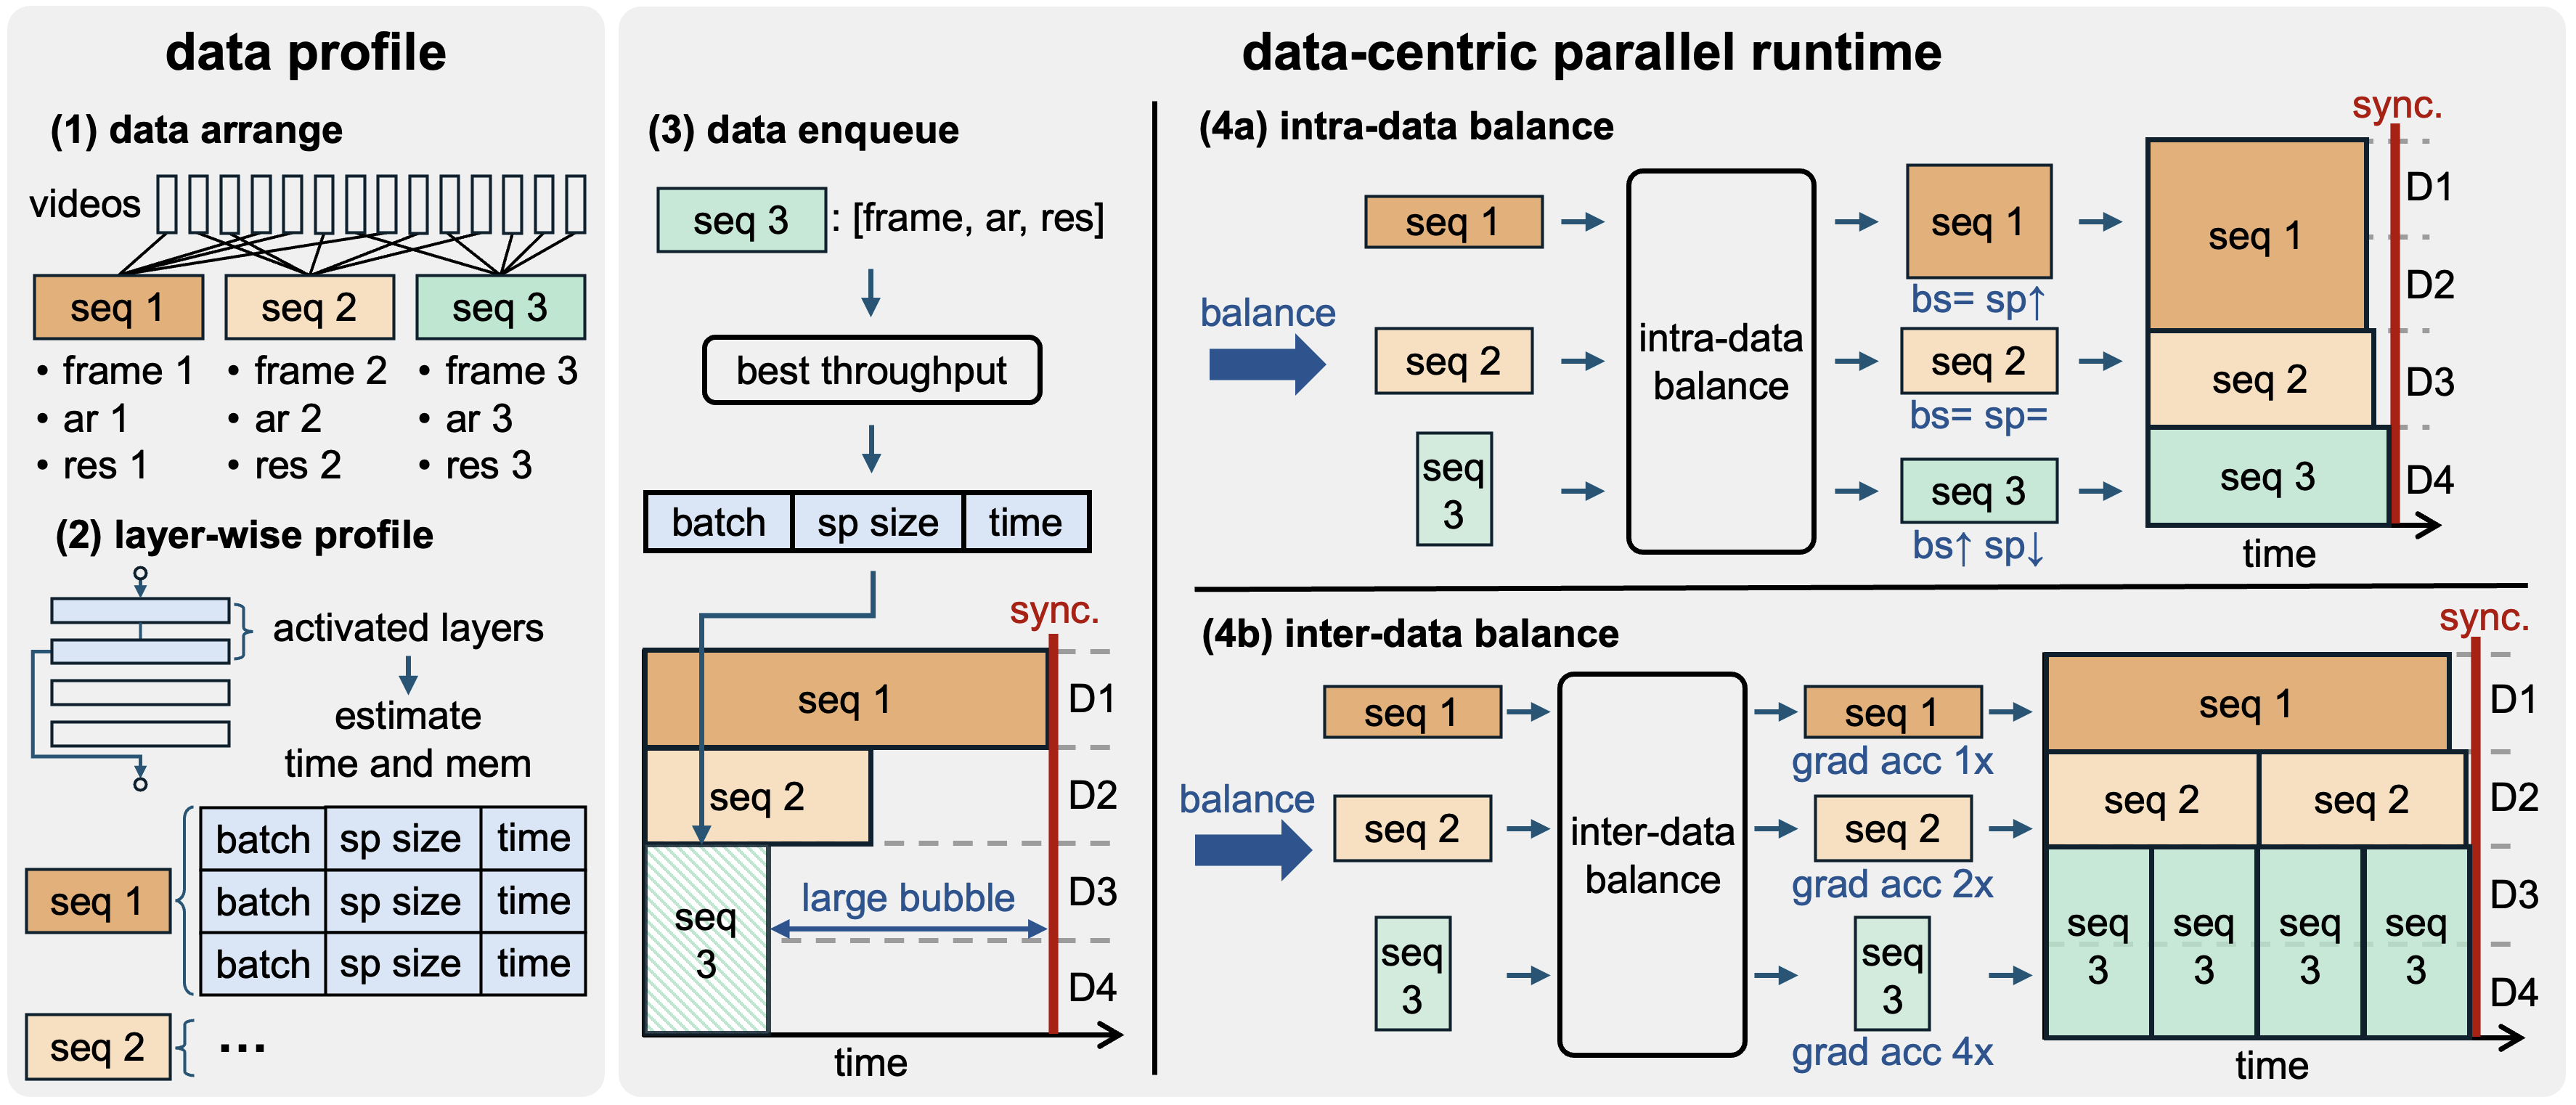 data profile
(1) data arrange
videos
seq 1
seq 2
seq 3
• frame 1
• ar 1
• res 1
• frame 2
• ar 2
• res 2
• frame 3
• ar 3
• res 3
(2) layer-wise profile
activated layers
estimate
time and mem
seq 1
batch sp size time
batch sp size time
batch sp size time
seq 2
...
data-centric parallel runtime
(3) data enqueue
seq 3 : [frame, ar, res]
best throughput
batch sp size time
sync.
seq 1
D1
seq 2
D2
seq
3
large bubble
D3
D4
time
(4a) intra-data balance
balance
seq 1
seq 2
seq
3
intra-data
balance
seq 1
bs= sp↑
seq 2
bs= sp=
seq 3
bs↑ sp↓
sync.
seq 1
D1
D2
seq 2
D3
seq 3
D4
time
(4b) inter-data balance
balance
seq 1
seq 2
seq
3
inter-data
balance
seq 1
grad acc 1x
seq 2
grad acc 2x
seq
3
grad acc 4x
sync.
seq 1
D1
seq 2 seq 2
D2
seq seq seq seq
3 3 3 3
D3
D4
time